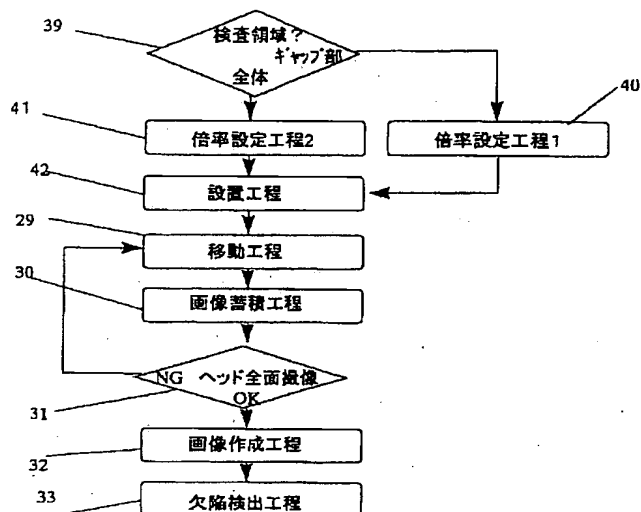 39
検査領域？
ギャップ部
全体
40
41
倍率設定工程2
倍率設定工程1
42
設置工程
29
移動工程
30
画像蓄積工程
NG ヘッド全面撮像
OK
31
画像作成工程
32
33
欠陥検出工程